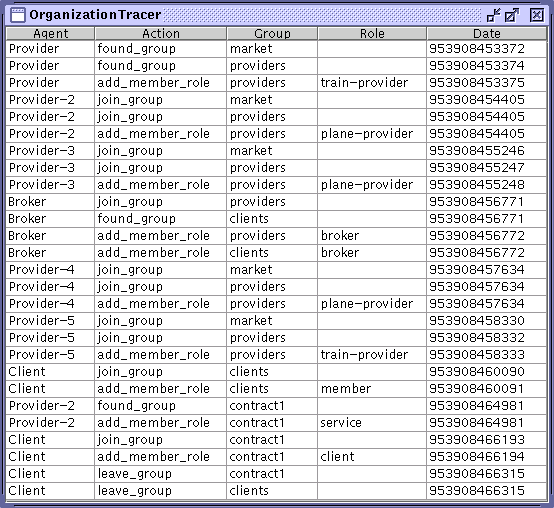 OrganizationTracer
Agent Action Group Role Date
Provider found_group market 953908453372
Provider found_group providers 953908453374
Provider add_member_role providers train-provider 953908453375
Provider-2 join_group market 953908454405
Provider-2 join_group providers 953908454405
Provider-2 add_member_role providers plane-provider 953908454405
Provider-3 join_group market 953908455246
Provider-3 join_group providers 953908455247
Provider-3 add_member_role providers plane-provider 953908455248
Broker join_group providers 953908456771
Broker found_group clients 953908456771
Broker add_member_role providers broker 953908456772
Broker add_member_role clients broker 953908456772
Provider-4 join_group market 953908457634
Provider-4 join_group providers 953908457634
Provider-4 add_member_role providers plane-provider 953908457634
Provider-5 join_group market 953908458330
Provider-5 join_group providers 953908458332
Provider-5 add_member_role providers train-provider 953908458333
Client join_group clients 953908460090
Client add_member_role clients member 953908460091
Provider-2 found_group contract1 953908464981
Provider-2 add_member_role contract1 service 953908464981
Client join_group contract1 953908466193
Client add_member_role contract1 client 953908466194
Client leave_group contract1 953908466315
Client leave_group clients 953908466315